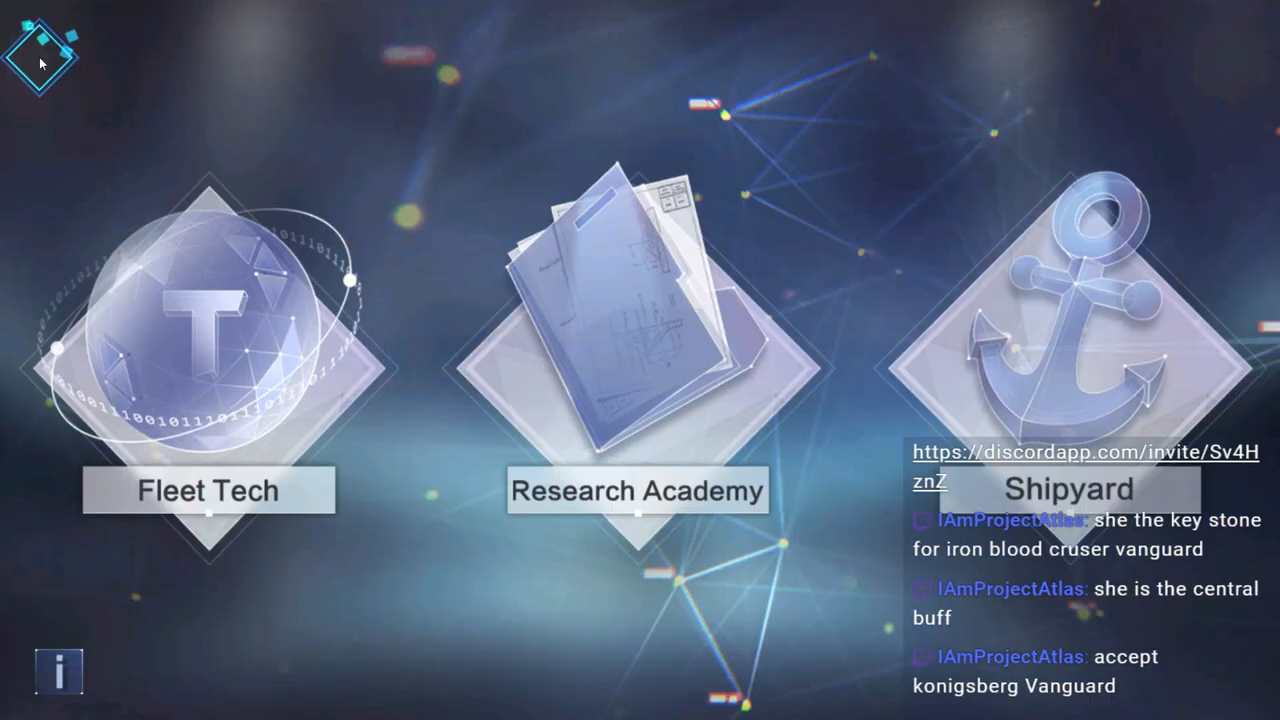 T
Fleet Tech
Research Academy
Shipyard
https://discordapp.com/invite/Sv4H
znZ
IAmProjectAtlas: she the key stone
for iron blood cruser vanguard
IAmProjectAtlas: she is the central
buff
IAmProjectAtlas: accept
konigsberg Vanguard
i